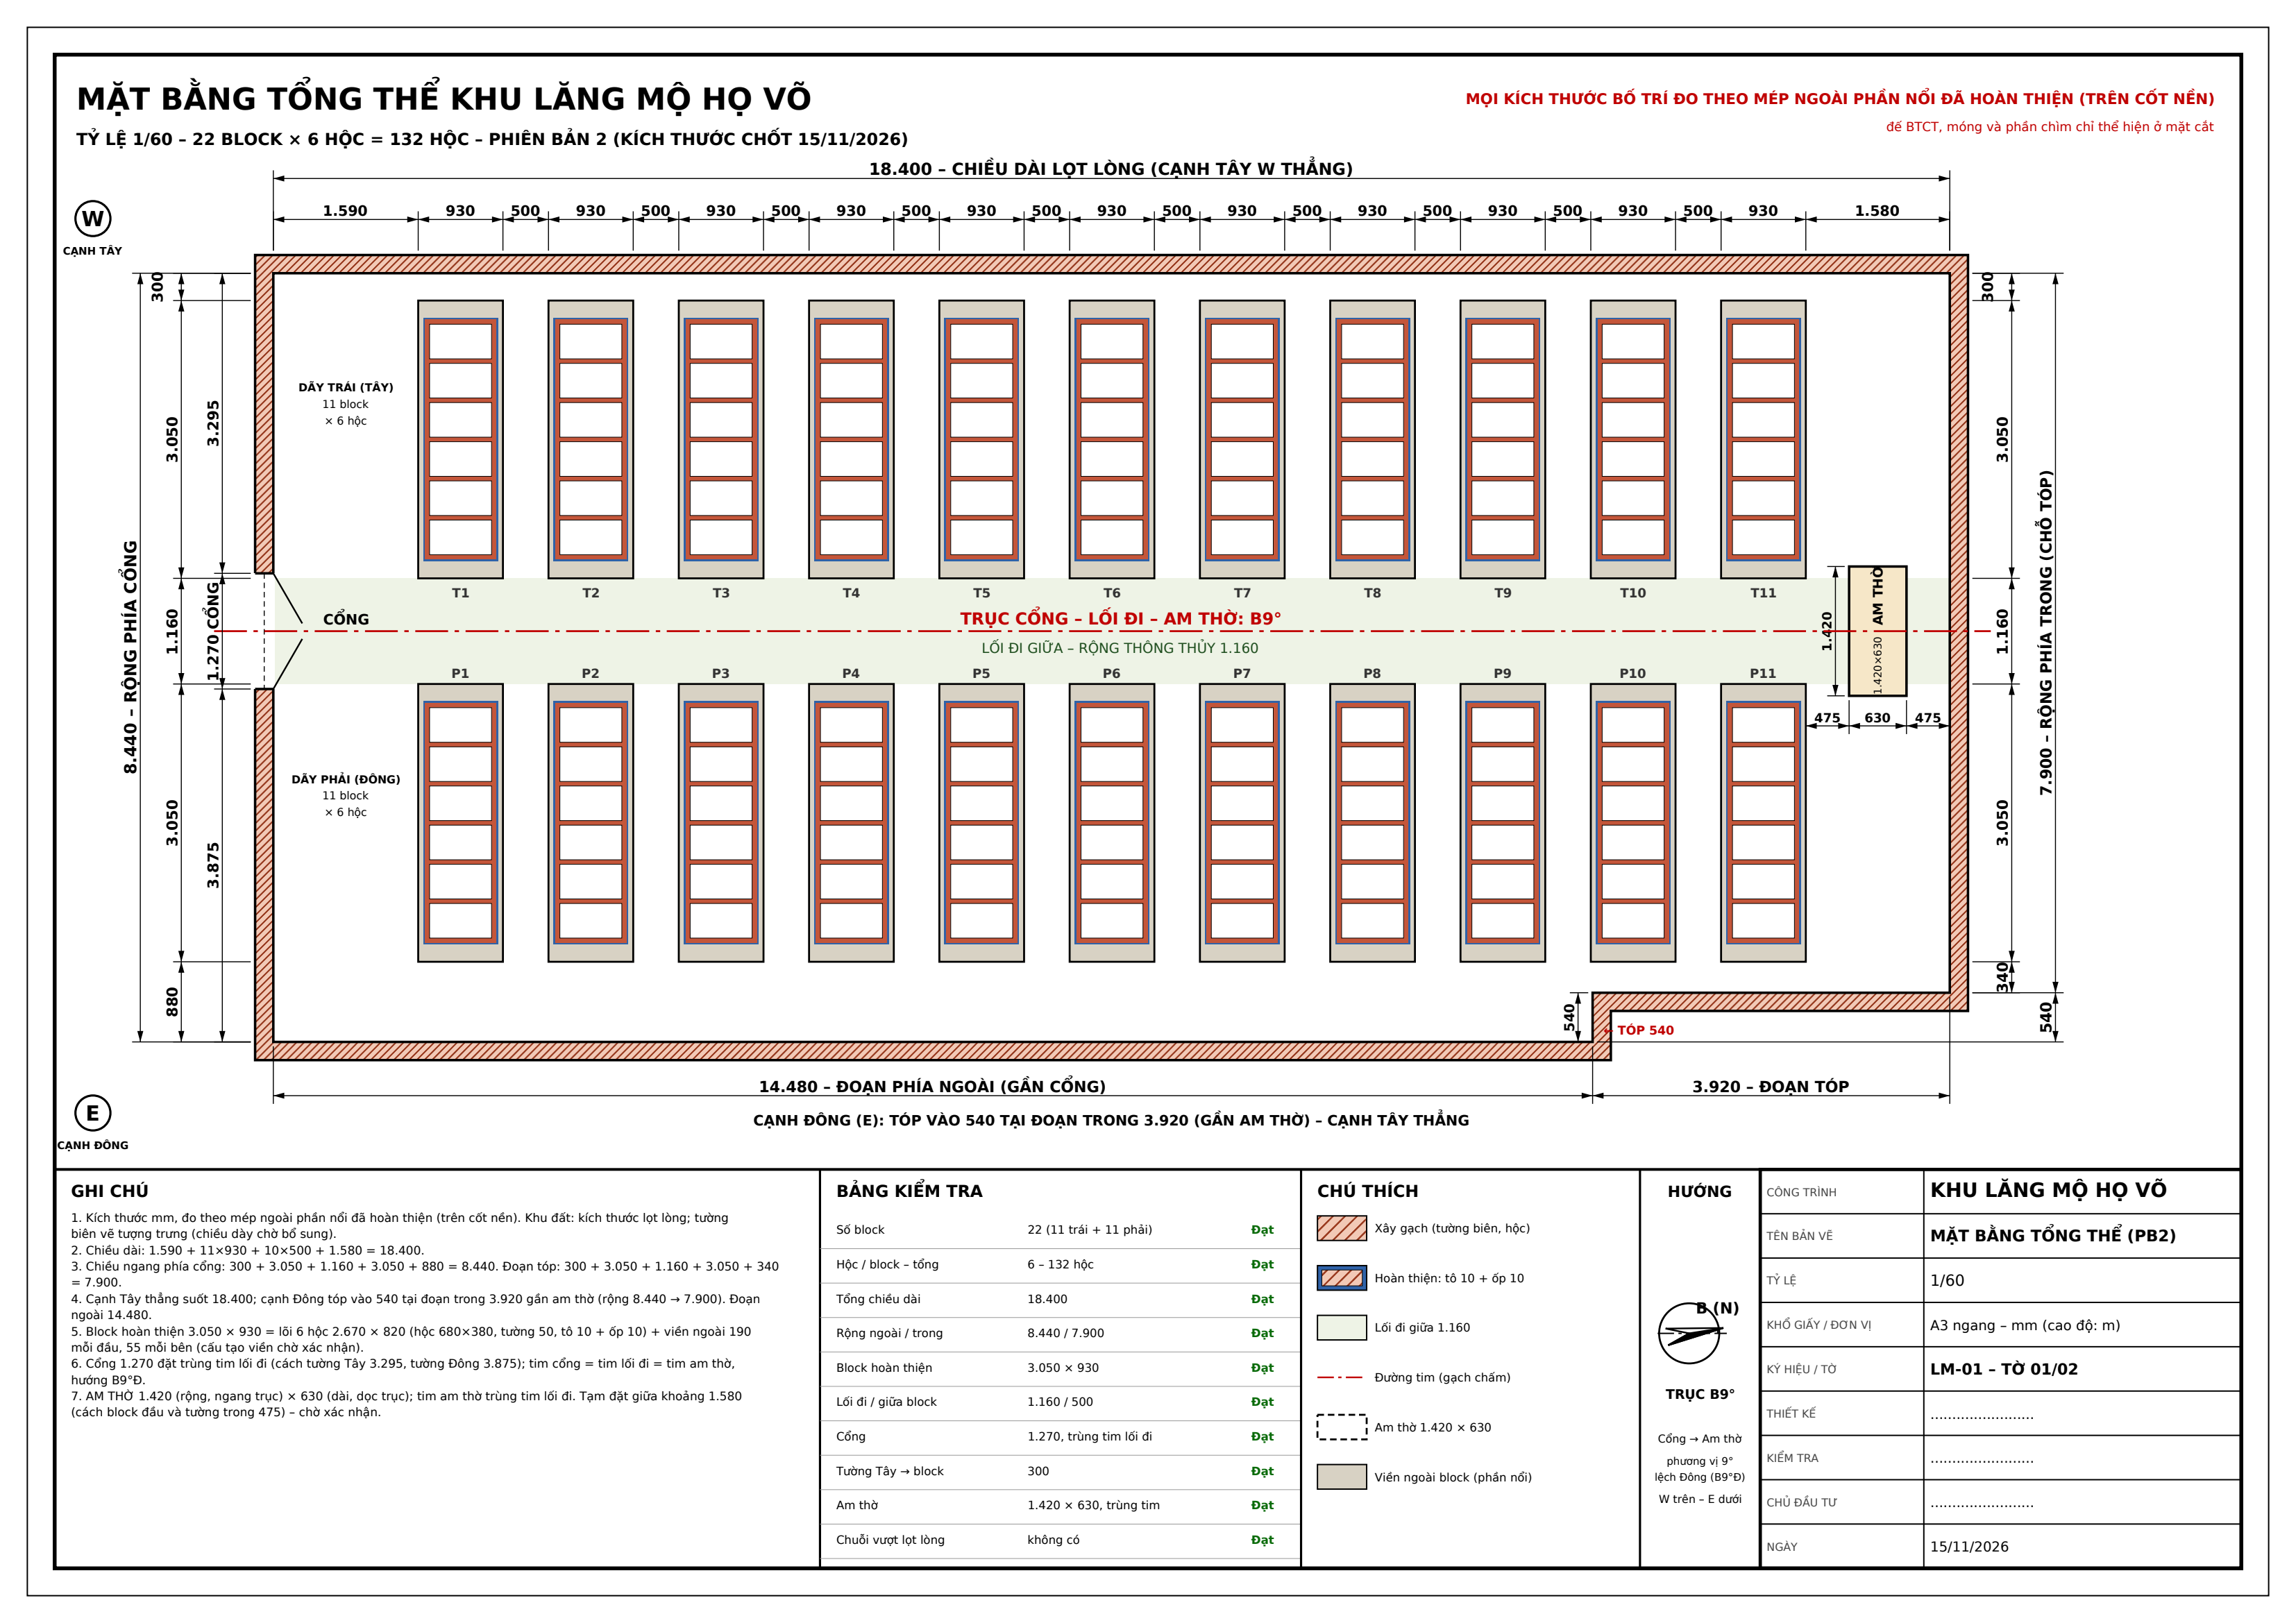 MẶT BẰNG TỔNG THỂ KHU LĂNG MỘ HỌ VÕ
TỶ LỆ 1/60 – 22 BLOCK × 6 HỘC = 132 HỘC – PHIÊN BẢN 2 (KÍCH THƯỚC CHỐT 15/11/2026)
MỌI KÍCH THƯỚC BỐ TRÍ ĐO THEO MÉP NGOÀI PHẦN NỔI ĐÃ HOÀN THIỆN (TRÊN CỐT NỀN)
đế BTCT, móng và phần chìm chỉ thể hiện ở mặt cắt
18.400 – CHIỀU DÀI LỌT LÒNG (CẠNH TÂY W THẲNG)
W
CẠNH TÂY
1.590 930 500 930 500 930 500 930 500 930 500 930 500 930 500 930 500 930 500 930 500 930 1.580
300
3.050
3.295
8.440 – RỘNG PHÍA CỔNG
1.160
1.270 CỔNG
3.050
3.875
880
DÃY TRÁI (TÂY)
11 block
× 6 hộc
T1 T2 T3 T4 T5 T6 T7 T8 T9 T10 T11
CỔNG
TRỤC CỔNG – LỐI ĐI – AM THỜ: B9°
LỐI ĐI GIỮA – RỘNG THÔNG THỦY 1.160
P1 P2 P3 P4 P5 P6 P7 P8 P9 P10 P11
DÃY PHẢI (ĐÔNG)
11 block
× 6 hộc
1.420
AM THỜ
1.420×630
475 630 475
300
3.050
1.160
7.900 – RỘNG PHÍA TRONG (CHỖ TÓP)
3.050
340
540
540
← TÓP 540
14.480 – ĐOẠN PHÍA NGOÀI (GẦN CỔNG)
3.920 – ĐOẠN TÓP
CẠNH ĐÔNG (E): TÓP VÀO 540 TẠI ĐOẠN TRONG 3.920 (GẦN AM THỜ) – CẠNH TÂY THẲNG
E
CẠNH ĐÔNG
GHI CHÚ
1. Kích thước mm, đo theo mép ngoài phần nổi đã hoàn thiện (trên cốt nền). Khu đất: kích thước lọt lòng; tường
biên vẽ tượng trưng (chiều dày chờ bổ sung).
2. Chiều dài: 1.590 + 11×930 + 10×500 + 1.580 = 18.400.
3. Chiều ngang phía cổng: 300 + 3.050 + 1.160 + 3.050 + 880 = 8.440. Đoạn tóp: 300 + 3.050 + 1.160 + 3.050 + 340
= 7.900.
4. Cạnh Tây thẳng suốt 18.400; cạnh Đông tóp vào 540 tại đoạn trong 3.920 gần am thờ (rộng 8.440 → 7.900). Đoạn
ngoài 14.480.
5. Block hoàn thiện 3.050 × 930 = lõi 6 hộc 2.670 × 820 (hộc 680×380, tường 50, tô 10 + ốp 10) + viền ngoài 190
mỗi đầu, 55 mỗi bên (cấu tạo viền chờ xác nhận).
6. Cổng 1.270 đặt trùng tim lối đi (cách tường Tây 3.295, tường Đông 3.875); tim cổng = tim lối đi = tim am thờ,
hướng B9°Đ.
7. AM THỜ 1.420 (rộng, ngang trục) × 630 (dài, dọc trục); tim am thờ trùng tim lối đi. Tạm đặt giữa khoảng 1.580
(cách block đầu và tường trong 475) – chờ xác nhận.
BẢNG KIỂM TRA
Số block 22 (11 trái + 11 phải) Đạt
Hộc / block – tổng 6 – 132 hộc Đạt
Tổng chiều dài 18.400 Đạt
Rộng ngoài / trong 8.440 / 7.900 Đạt
Block hoàn thiện 3.050 × 930 Đạt
Lối đi / giữa block 1.160 / 500 Đạt
Cổng 1.270, trùng tim lối đi Đạt
Tường Tây → block 300 Đạt
Am thờ 1.420 × 630, trùng tim Đạt
Chuỗi vượt lọt lòng không có Đạt
CHÚ THÍCH
Xây gạch (tường biên, hộc)
Hoàn thiện: tô 10 + ốp 10
Lối đi giữa 1.160
Đường tim (gạch chấm)
Am thờ 1.420 × 630
Viền ngoài block (phần nổi)
HƯỚNG
B (N)
TRỤC B9°
Cổng → Am thờ
phương vị 9°
lệch Đông (B9°Đ)
W trên – E dưới
CÔNG TRÌNH KHU LĂNG MỘ HỌ VÕ
TÊN BẢN VẼ MẶT BẰNG TỔNG THỂ (PB2)
TỶ LỆ 1/60
KHỔ GIẤY / ĐƠN VỊ A3 ngang – mm (cao độ: m)
KÝ HIỆU / TỜ LM-01 – TỜ 01/02
THIẾT KẾ ........................
KIỂM TRA ........................
CHỦ ĐẦU TƯ ........................
NGÀY 15/11/2026